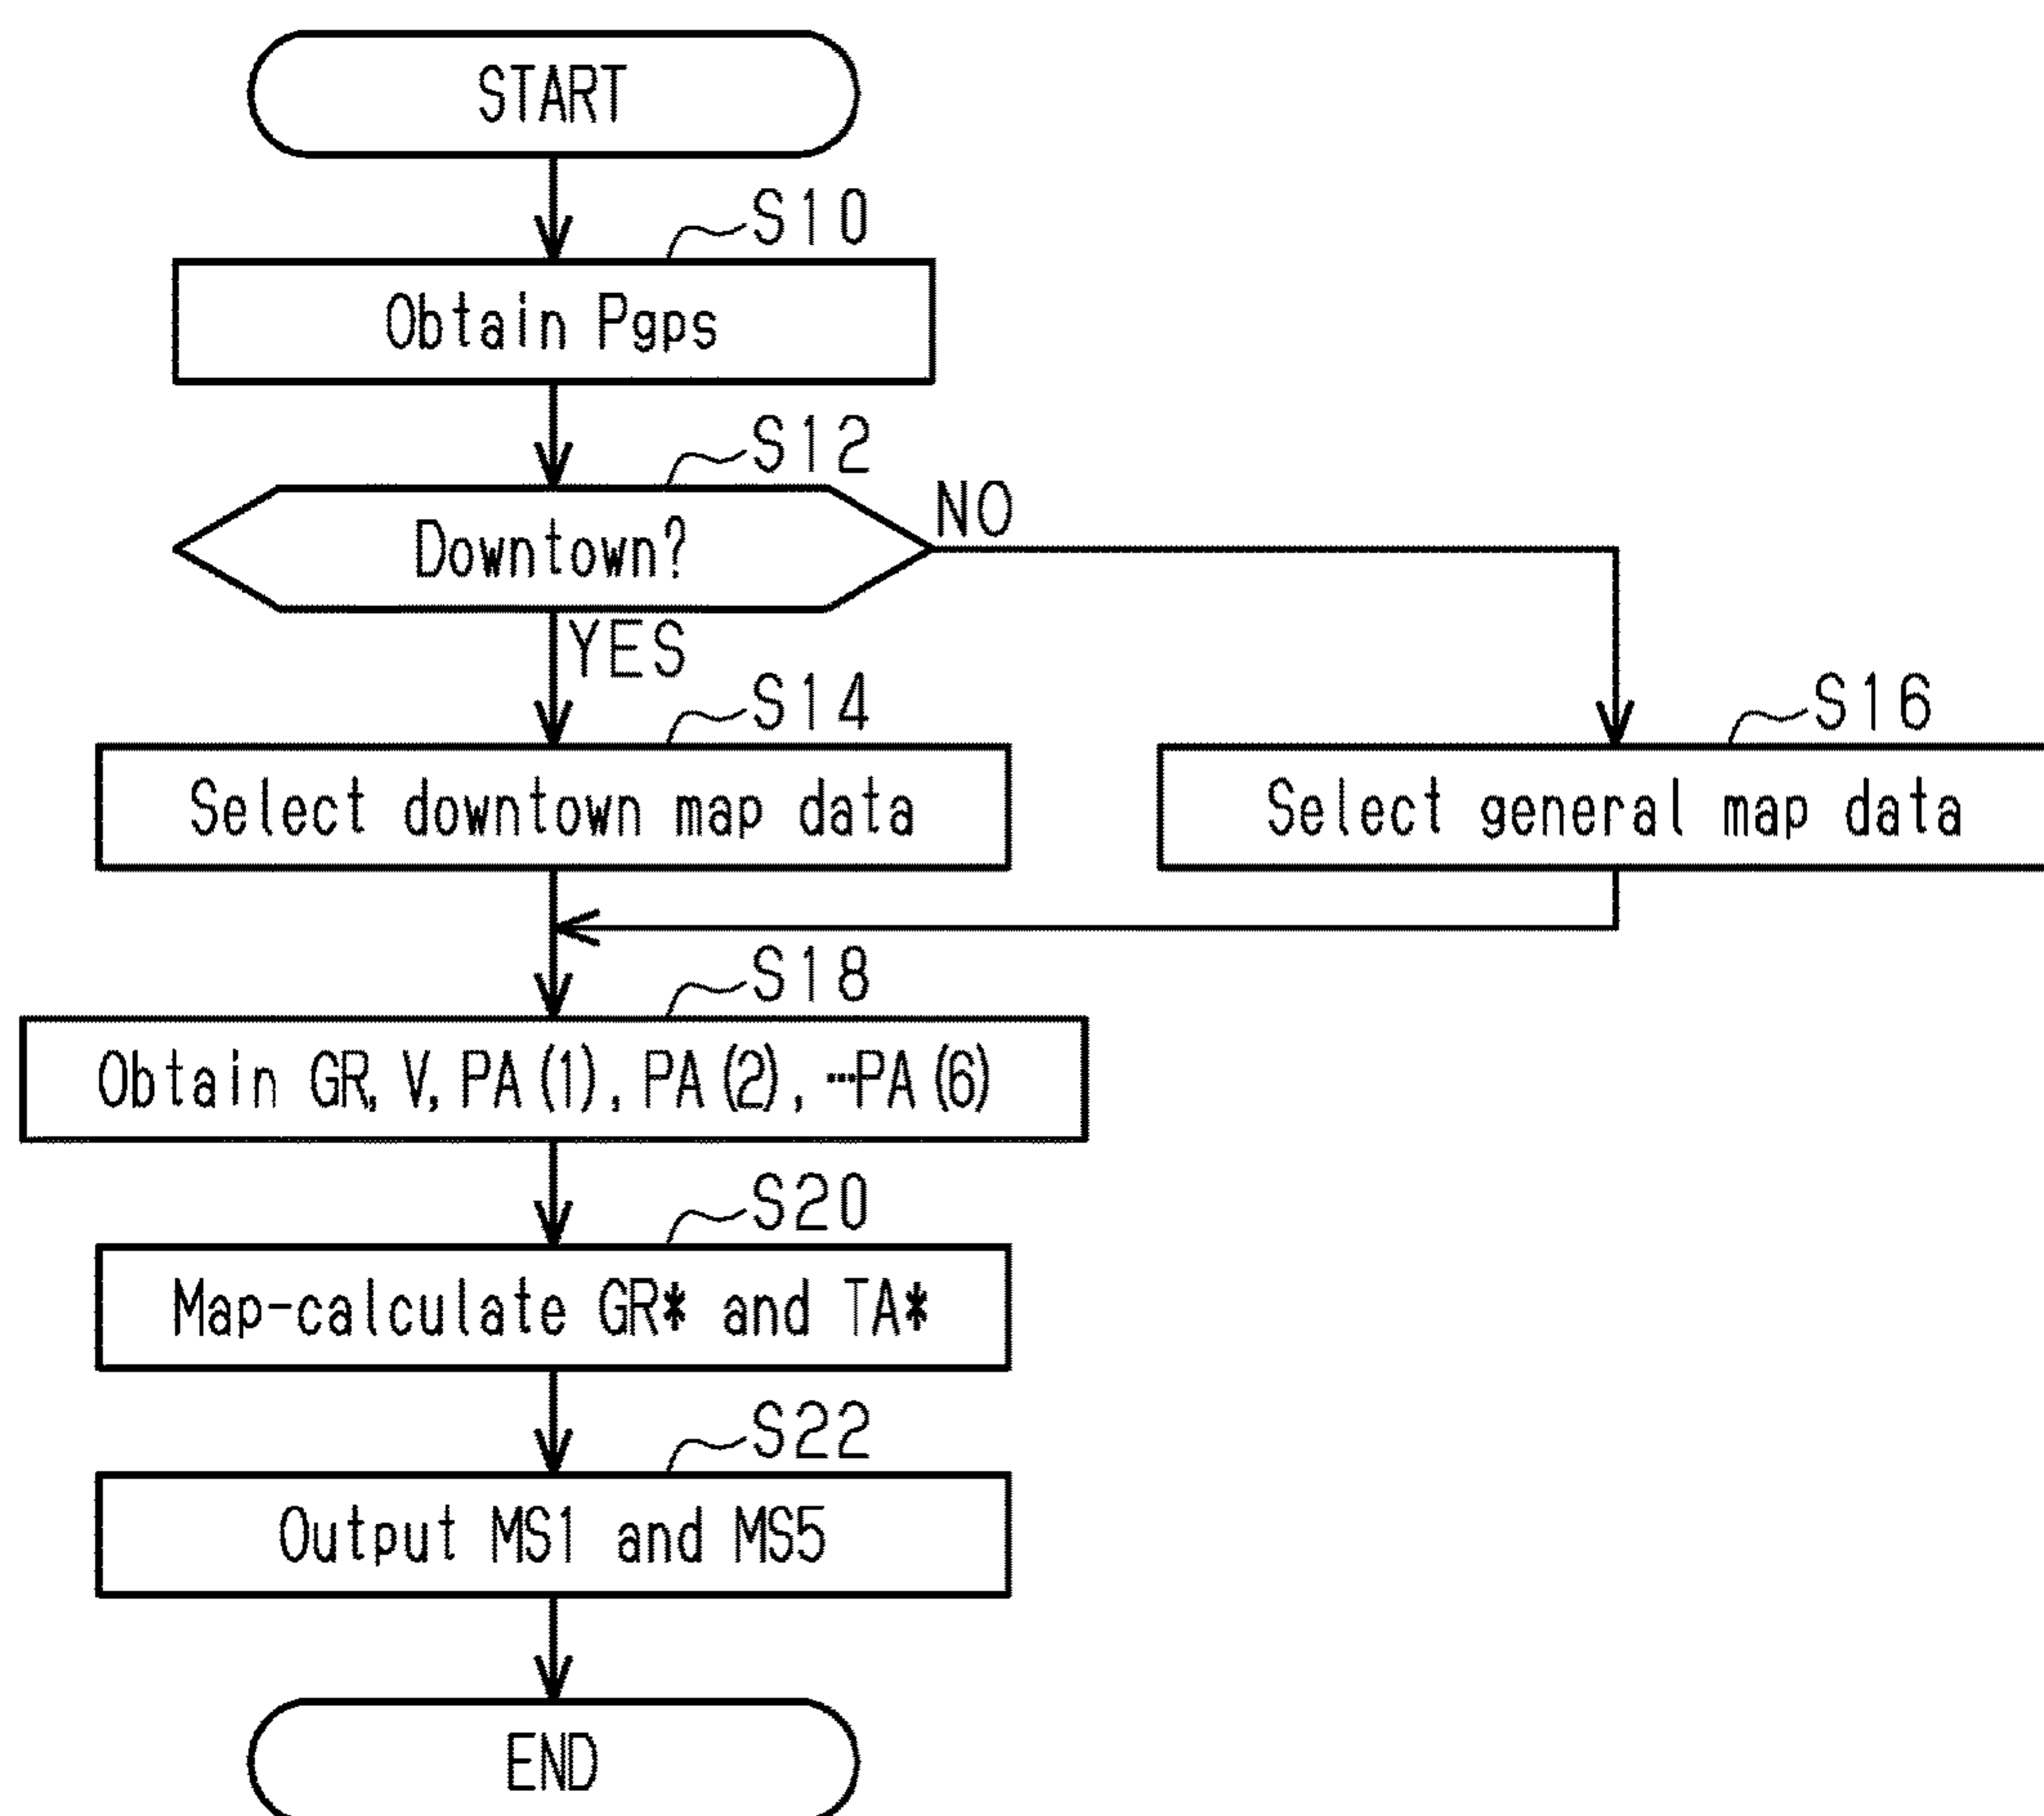 START
S10
Obtain Pgps
S12
Downtown?
NO
YES
S14
Select downtown map data
S16
Select general map data
S18
Obtain GR, V, PA(1), PA(2), …PA(6)
S20
Map-calculate GR* and TA*
S22
Output MS1 and MS5
END